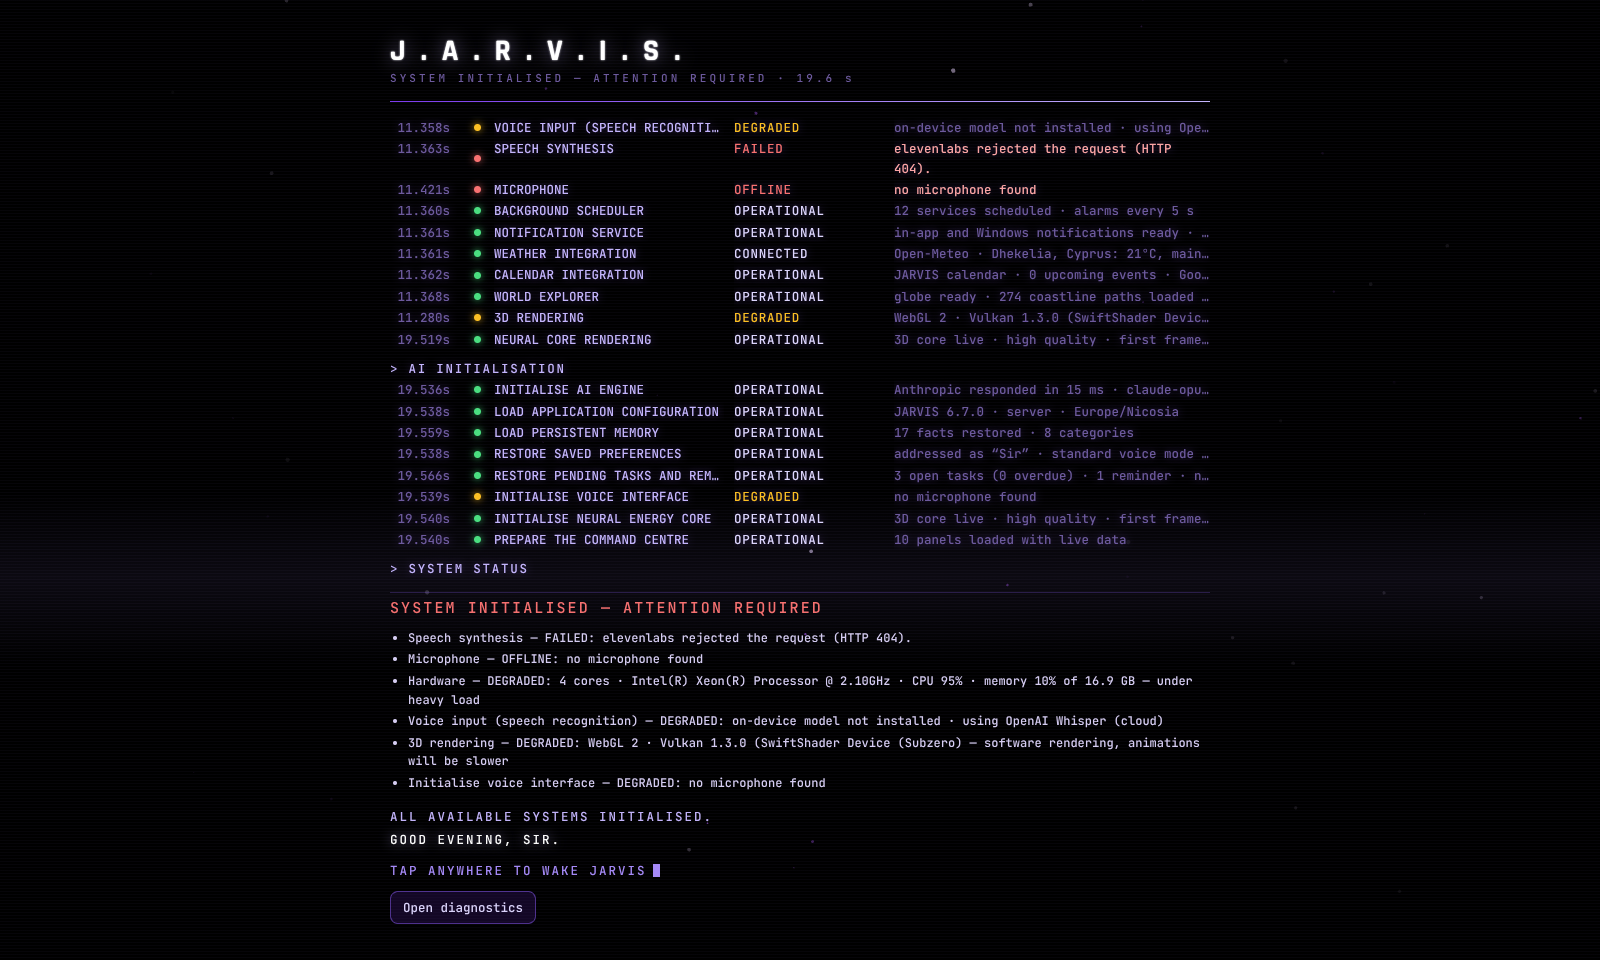 J.A.R.V.I.S.
SYSTEM INITIALISED — ATTENTION REQUIRED · 19.6 s
11.358s VOICE INPUT (SPEECH RECOGNITI… DEGRADED on-device model not installed · using Ope…
11.363s SPEECH SYNTHESIS FAILED elevenlabs rejected the request (HTTP
404).
11.421s MICROPHONE OFFLINE no microphone found
11.360s BACKGROUND SCHEDULER OPERATIONAL 12 services scheduled · alarms every 5 s
11.361s NOTIFICATION SERVICE OPERATIONAL in-app and Windows notifications ready · …
11.361s WEATHER INTEGRATION CONNECTED Open-Meteo · Dhekelia, Cyprus: 21°C, main…
11.362s CALENDAR INTEGRATION OPERATIONAL JARVIS calendar · 0 upcoming events · Goo…
11.368s WORLD EXPLORER OPERATIONAL globe ready · 274 coastline paths loaded …
11.280s 3D RENDERING DEGRADED WebGL 2 · Vulkan 1.3.0 (SwiftShader Devic…
19.519s NEURAL CORE RENDERING OPERATIONAL 3D core live · high quality · first frame…
> AI INITIALISATION
19.536s INITIALISE AI ENGINE OPERATIONAL Anthropic responded in 15 ms · claude-opu…
19.538s LOAD APPLICATION CONFIGURATION OPERATIONAL JARVIS 6.7.0 · server · Europe/Nicosia
19.559s LOAD PERSISTENT MEMORY OPERATIONAL 17 facts restored · 8 categories
19.538s RESTORE SAVED PREFERENCES OPERATIONAL addressed as “Sir” · standard voice mode …
19.566s RESTORE PENDING TASKS AND REM… OPERATIONAL 3 open tasks (0 overdue) · 1 reminder · n…
19.539s INITIALISE VOICE INTERFACE DEGRADED no microphone found
19.540s INITIALISE NEURAL ENERGY CORE OPERATIONAL 3D core live · high quality · first frame…
19.540s PREPARE THE COMMAND CENTRE OPERATIONAL 10 panels loaded with live data
> SYSTEM STATUS
SYSTEM INITIALISED — ATTENTION REQUIRED
• Speech synthesis — FAILED: elevenlabs rejected the request (HTTP 404).
• Microphone — OFFLINE: no microphone found
• Hardware — DEGRADED: 4 cores · Intel(R) Xeon(R) Processor @ 2.10GHz · CPU 95% · memory 10% of 16.9 GB — under
heavy load
• Voice input (speech recognition) — DEGRADED: on-device model not installed · using OpenAI Whisper (cloud)
• 3D rendering — DEGRADED: WebGL 2 · Vulkan 1.3.0 (SwiftShader Device (Subzero) — software rendering, animations
will be slower
• Initialise voice interface — DEGRADED: no microphone found
ALL AVAILABLE SYSTEMS INITIALISED.
GOOD EVENING, SIR.
TAP ANYWHERE TO WAKE JARVIS
Open diagnostics